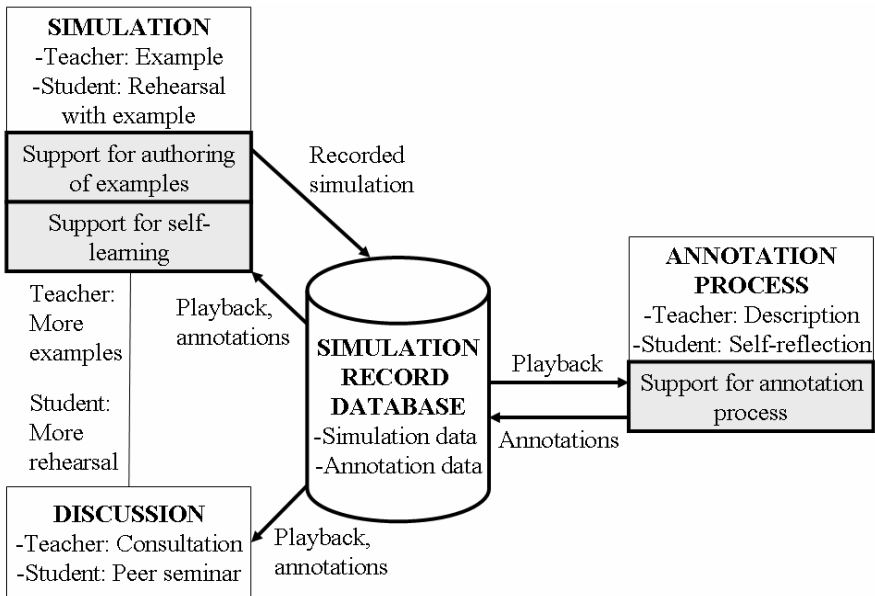 SIMULATION
-Teacher: Example
-Student: Rehearsal
with example
Support for authoring
of examples
Support for self-
learning
Recorded
simulation
Teacher:
More
examples
Student:
More
rehearsal
Playback,
annotations
SIMULATION
RECORD
DATABASE
-Simulation data
-Annotation data
Playback
Annotations
ANNOTATION
PROCESS
-Teacher: Description
-Student: Self-reflection
Support for annotation
process
DISCUSSION
-Teacher: Consultation
-Student: Peer seminar
Playback,
annotations